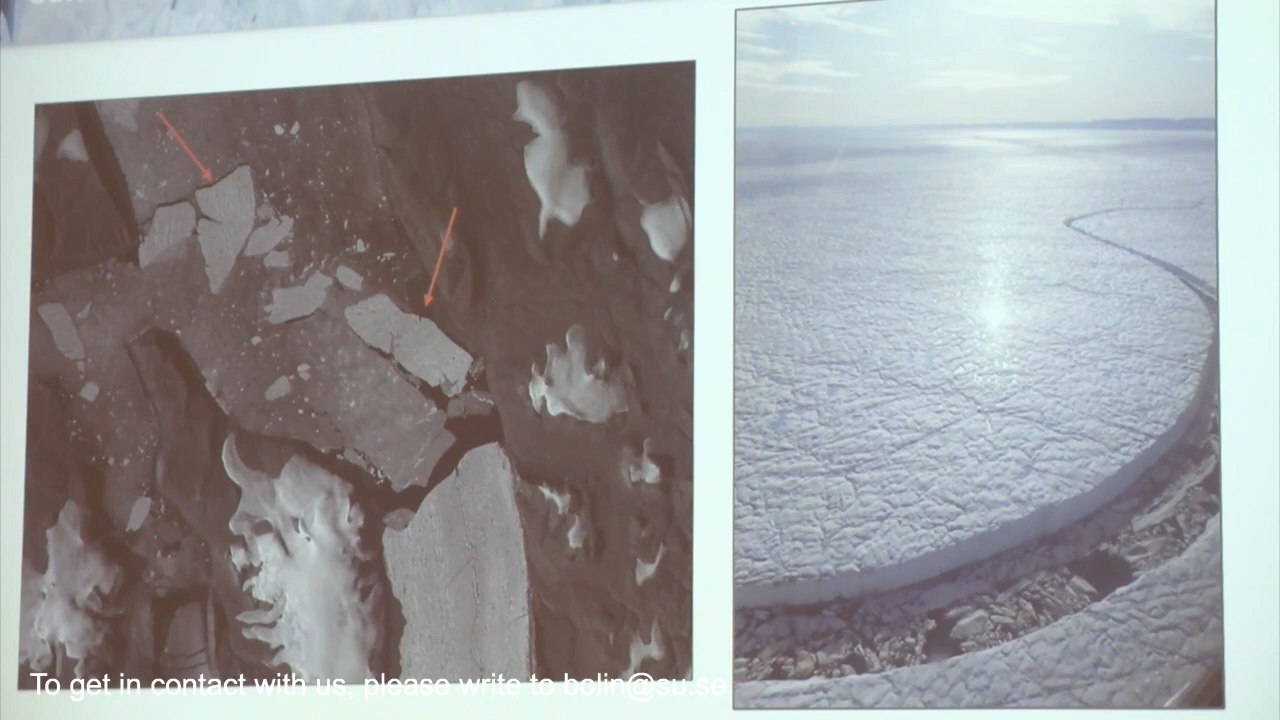 To get in contact with us, please write to bolin@su.se